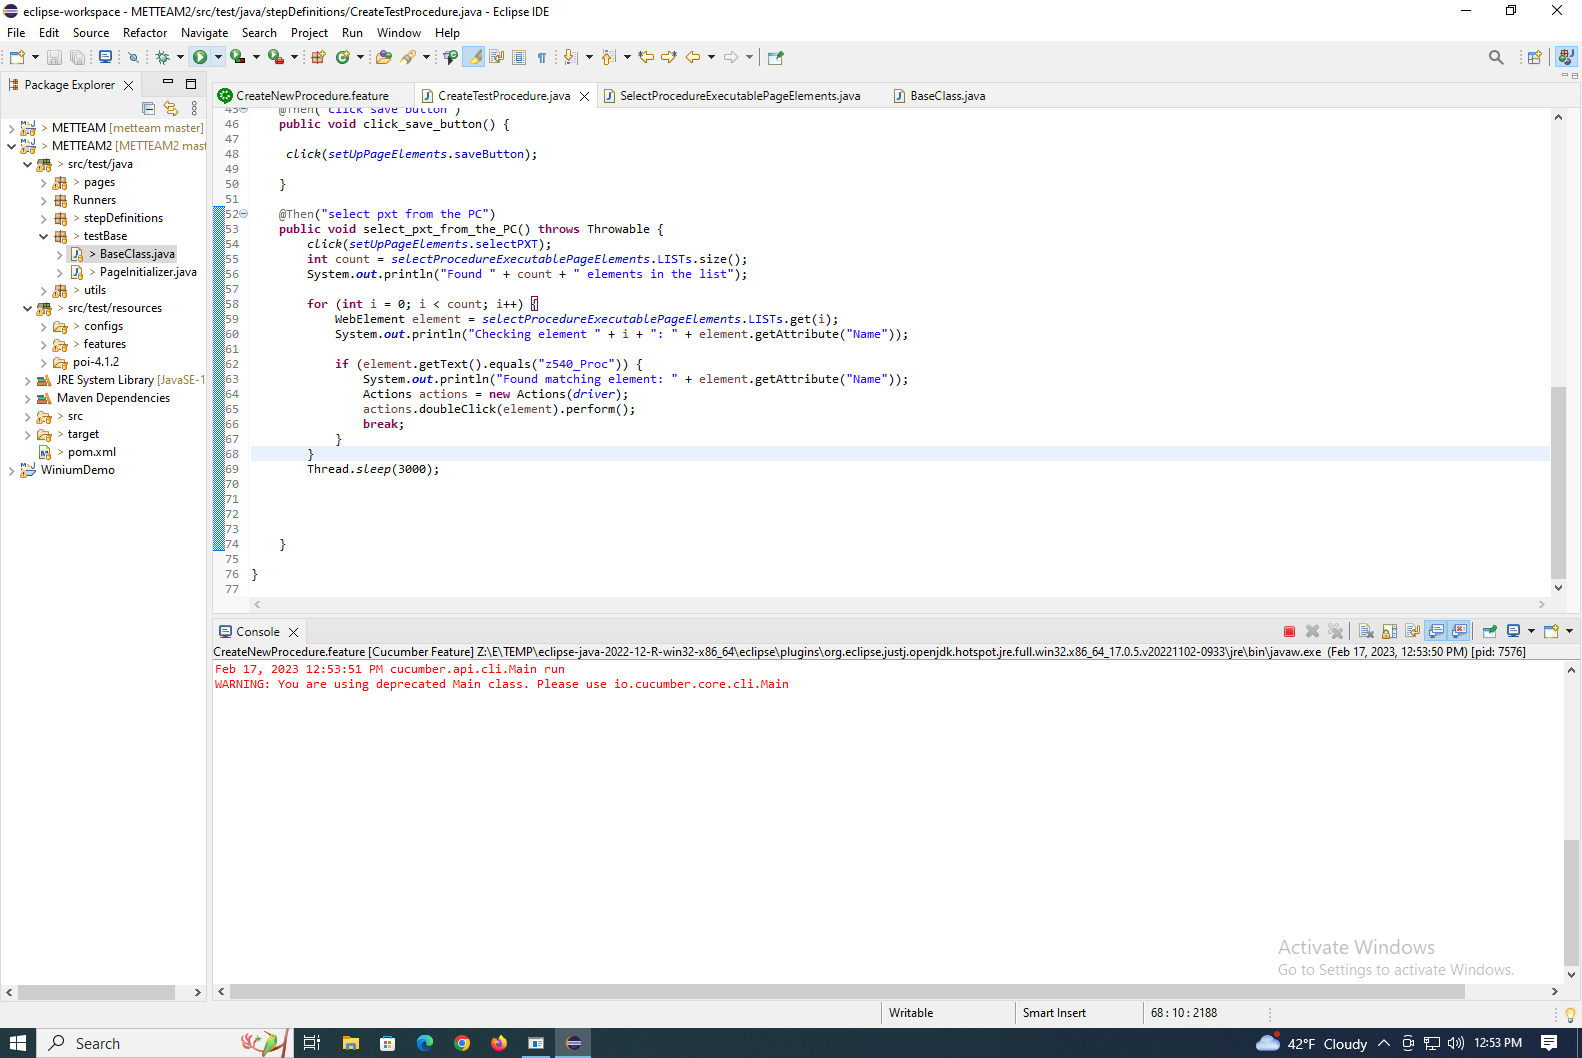 eclipse-workspace - METTEAM2/src/test/java/stepDefinitions/CreateTestProcedure.java - Eclipse IDE
File Edit Source Refactor Navigate Search Project Run Window Help
Package Explorer
> METTEAM [metteam master]
> METTEAM2 [METTEAM2 mast
> src/test/java
> pages
> Runners
> stepDefinitions
> testBase
> BaseClass.java
> PageInitializer.java
> utils
> src/test/resources
> configs
> features
poi-4.1.2
JRE System Library [JavaSE-1
Maven Dependencies
> src
> target
> pom.xml
WiniumDemo
CreateNewProcedure.feature CreateTestProcedure.java SelectProcedureExecutablePageElements.java BaseClass.java
45 @Then("click save button")
46 public void click_save_button() {
47
48 click(setUpPageElements.saveButton);
49
50 }
51
52 @Then("select pxt from the PC")
53 public void select_pxt_from_the_PC() throws Throwable {
54 click(setUpPageElements.selectPXT);
55 int count = selectProcedureExecutablePageElements.LISTs.size();
56 System.out.println("Found " + count + " elements in the list");
57
58 for (int i = 0; i < count; i++) {
59 WebElement element = selectProcedureExecutablePageElements.LISTs.get(i);
60 System.out.println("Checking element " + i + ": " + element.getAttribute("Name"));
61
62 if (element.getText().equals("z540_Proc")) {
63 System.out.println("Found matching element: " + element.getAttribute("Name"));
64 Actions actions = new Actions(driver);
65 actions.doubleClick(element).perform();
66 break;
67 }
68 }
69 Thread.sleep(3000);
70
71
72
73
74 }
75
76 }
77
Console
CreateNewProcedure.feature [Cucumber Feature] Z:\E\TEMP\eclipse-java-2022-12-R-win32-x86_64\eclipse\plugins\org.eclipse.justj.openjdk.hotspot.jre.full.win32.x86_64_17.0.5.v20221102-0933\jre\bin\javaw.exe (Feb 17, 2023, 12:53:50 PM) [pid: 7576]
Feb 17, 2023 12:53:51 PM cucumber.api.cli.Main run
WARNING: You are using deprecated Main class. Please use io.cucumber.core.cli.Main
Activate Windows
Go to Settings to activate Windows.
Writable Smart Insert 68 : 10 : 2188
Search 42°F Cloudy 12:53 PM